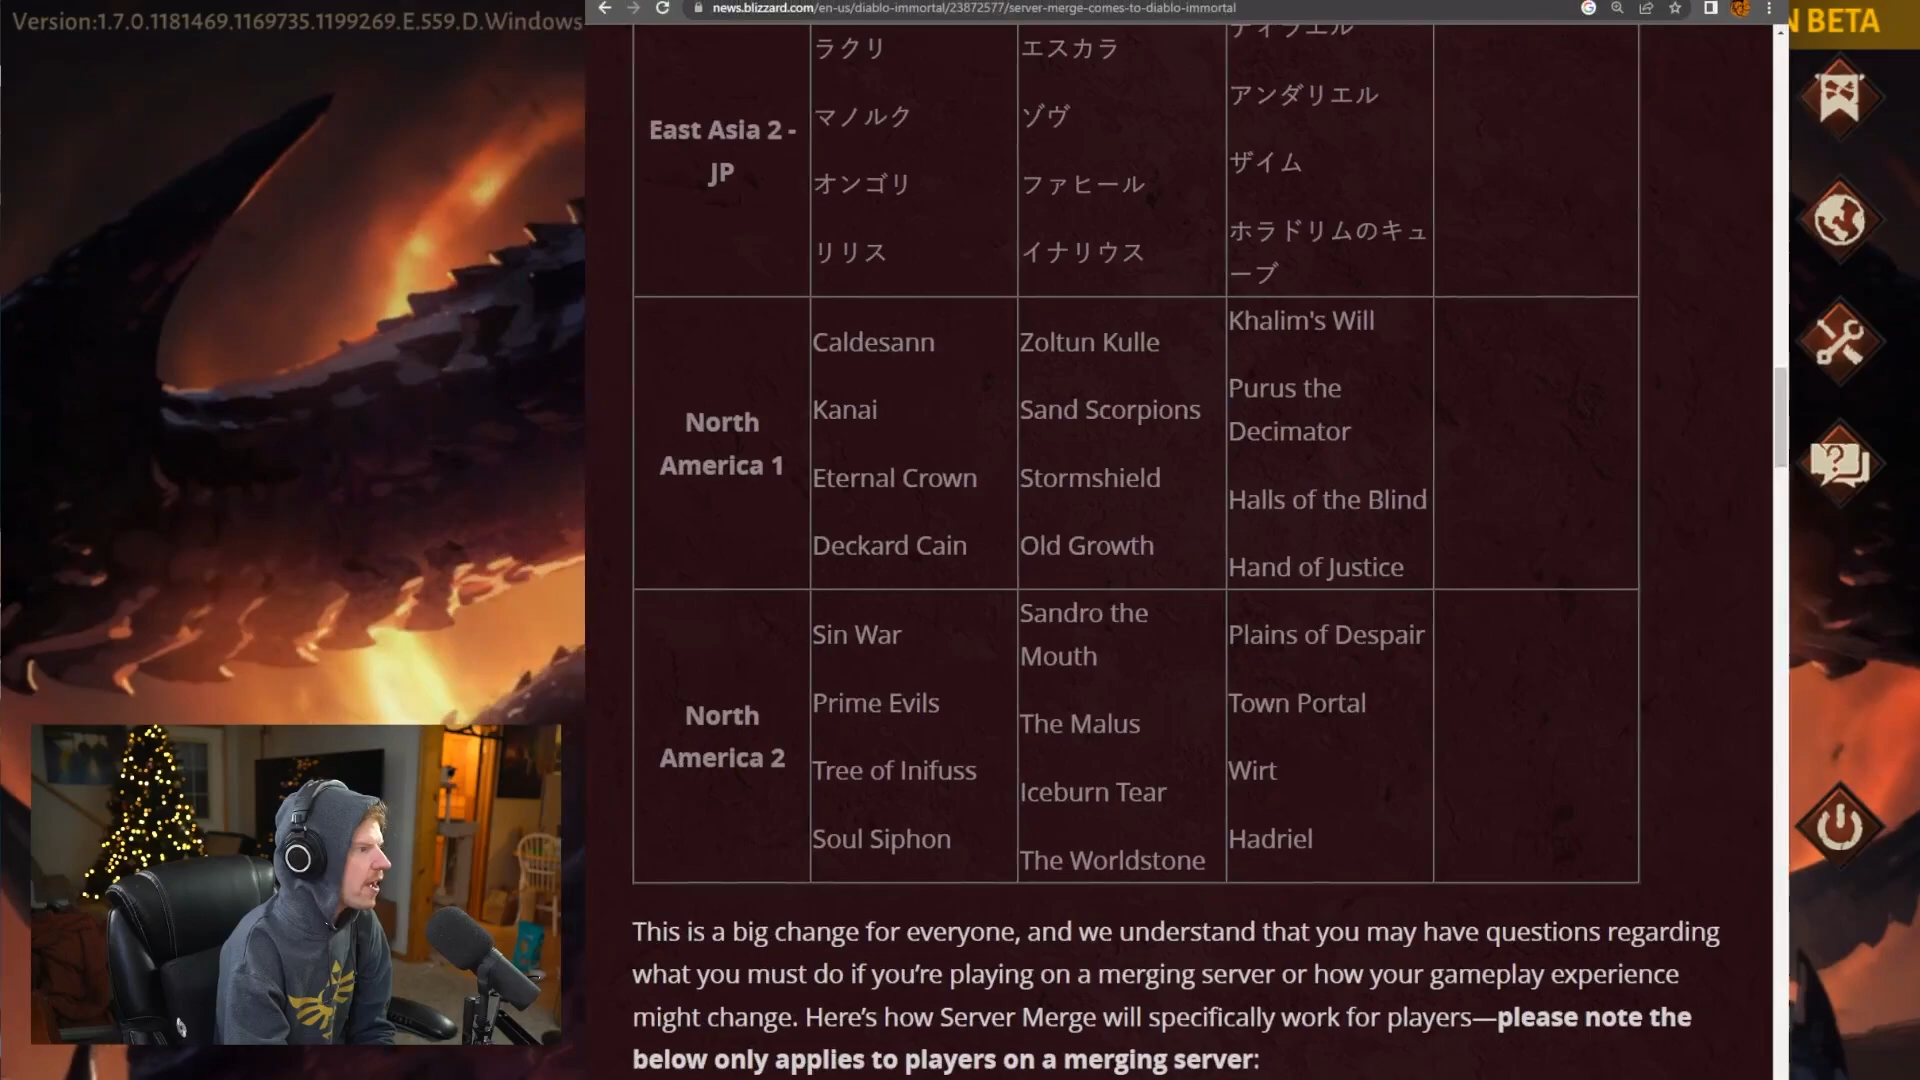 Version:1.7.0.1181469.1169735.1199269.E.559.D.Windows
news.blizzard.com/en-us/diablo-immortal/23872577/server-merge-comes-to-diablo-immortal
BETA
East Asia 2 -
JP
ラクリ
マノルク
オンゴリ
リリス
エスカラ
ゾヴ
ファヒール
イナリウス
ティラエル
アンダリエル
ザイム
ホラドリムのキュ
ーブ
North
America 1
Caldesann
Kanai
Eternal Crown
Deckard Cain
Zoltun Kulle
Sand Scorpions
Stormshield
Old Growth
Khalim's Will
Purus the
Decimator
Halls of the Blind
Hand of Justice
North
America 2
Sin War
Prime Evils
Tree of Inifuss
Soul Siphon
Sandro the
Mouth
The Malus
Iceburn Tear
The Worldstone
Plains of Despair
Town Portal
Wirt
Hadriel
This is a big change for everyone, and we understand that you may have questions regarding
what you must do if you’re playing on a merging server or how your gameplay experience
might change. Here’s how Server Merge will specifically work for players—please note the
below only applies to players on a merging server: